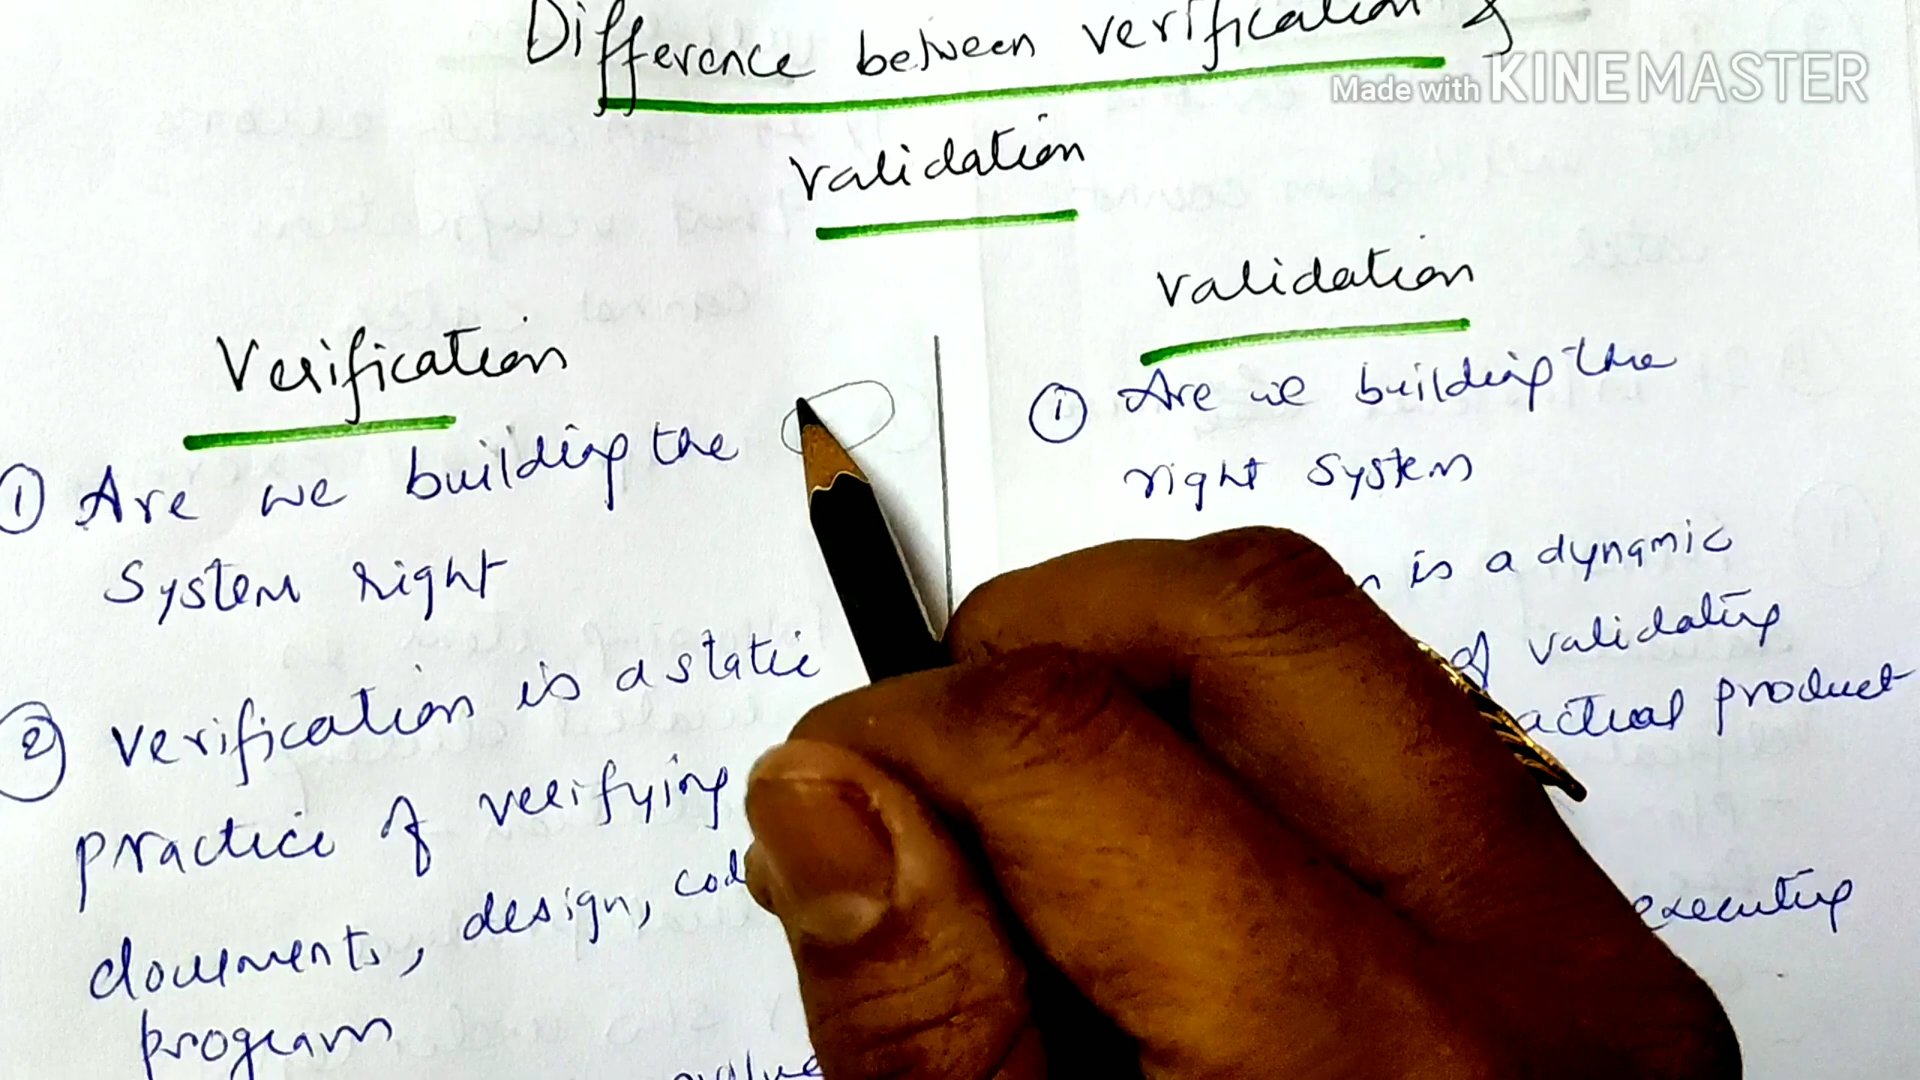 Difference between verification &
Made with KINEMASTER
Validation
Verification
① Are we building the
System right
② Verification is a static
practice of verifying
documents, design, cod
program
Validation
① Are we building the
right System
is a dynamic
of validating
actual product
executing